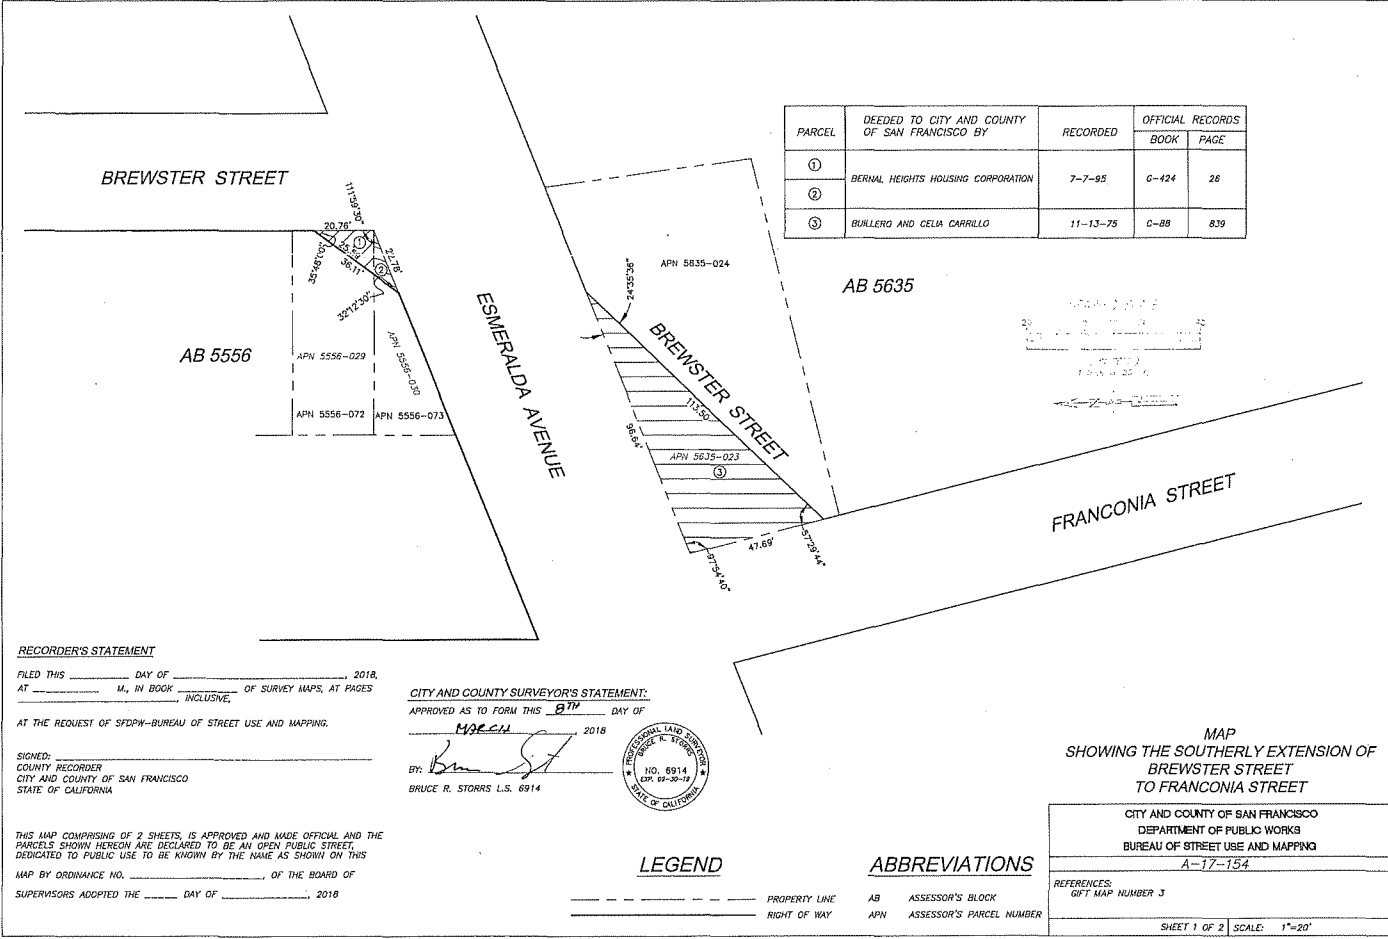 BREWSTER STREET
111°59'30"
20.76'
①
25.59'
22.78'
②
36.11'
35°48'00"
32°12'30"
AB 5556
APN 5556-029
APN 5556-030
APN 5556-072
APN 5556-073
ESMERALDA AVENUE
PARCEL
DEEDED TO CITY AND COUNTY
OF SAN FRANCISCO BY
RECORDED
OFFICIAL RECORDS
BOOK
PAGE
①
②
BERNAL HEIGHTS HOUSING CORPORATION
7-7-95
G-424
26
③
BUILLERO AND CELIA CARRILLO
11-13-75
C-88
839
APN 5635-024
AB 5635
24°35'36"
BREWSTER STREET
113.50'
96.64'
APN 5635-023
③
47.69'
57°29'44"
97°54'40"
FRANCONIA STREET
RECORDER'S STATEMENT
FILED THIS DAY OF , 2018,
AT M., IN BOOK OF SURVEY MAPS, AT PAGES
, INCLUSIVE,
AT THE REQUEST OF SFDPW-BUREAU OF STREET USE AND MAPPING.
SIGNED:
COUNTY RECORDER
CITY AND COUNTY OF SAN FRANCISCO
STATE OF CALIFORNIA
THIS MAP COMPRISING OF 2 SHEETS, IS APPROVED AND MADE OFFICIAL AND THE
PARCELS SHOWN HEREON ARE DECLARED TO BE AN OPEN PUBLIC STREET,
DEDICATED TO PUBLIC USE TO BE KNOWN BY THE NAME AS SHOWN ON THIS
MAP BY ORDINANCE NO. , OF THE BOARD OF
SUPERVISORS ADOPTED THE DAY OF , 2018
CITY AND COUNTY SURVEYOR'S STATEMENT:
APPROVED AS TO FORM THIS 8TH DAY OF
MARCH 2018
BY:
BRUCE R. STORRS L.S. 6914
PROFESSIONAL LAND SURVEYOR
BRUCE R. STORRS
NO. 6914
EXP. 09-30-19
STATE OF CALIFORNIA
LEGEND
PROPERTY LINE
RIGHT OF WAY
ABBREVIATIONS
AB ASSESSOR'S BLOCK
APN ASSESSOR'S PARCEL NUMBER
MAP
SHOWING THE SOUTHERLY EXTENSION OF
BREWSTER STREET
TO FRANCONIA STREET
CITY AND COUNTY OF SAN FRANCISCO
DEPARTMENT OF PUBLIC WORKS
BUREAU OF STREET USE AND MAPPING
A-17-154
REFERENCES:
GIFT MAP NUMBER 3
SHEET 1 OF 2
SCALE: 1"=20'